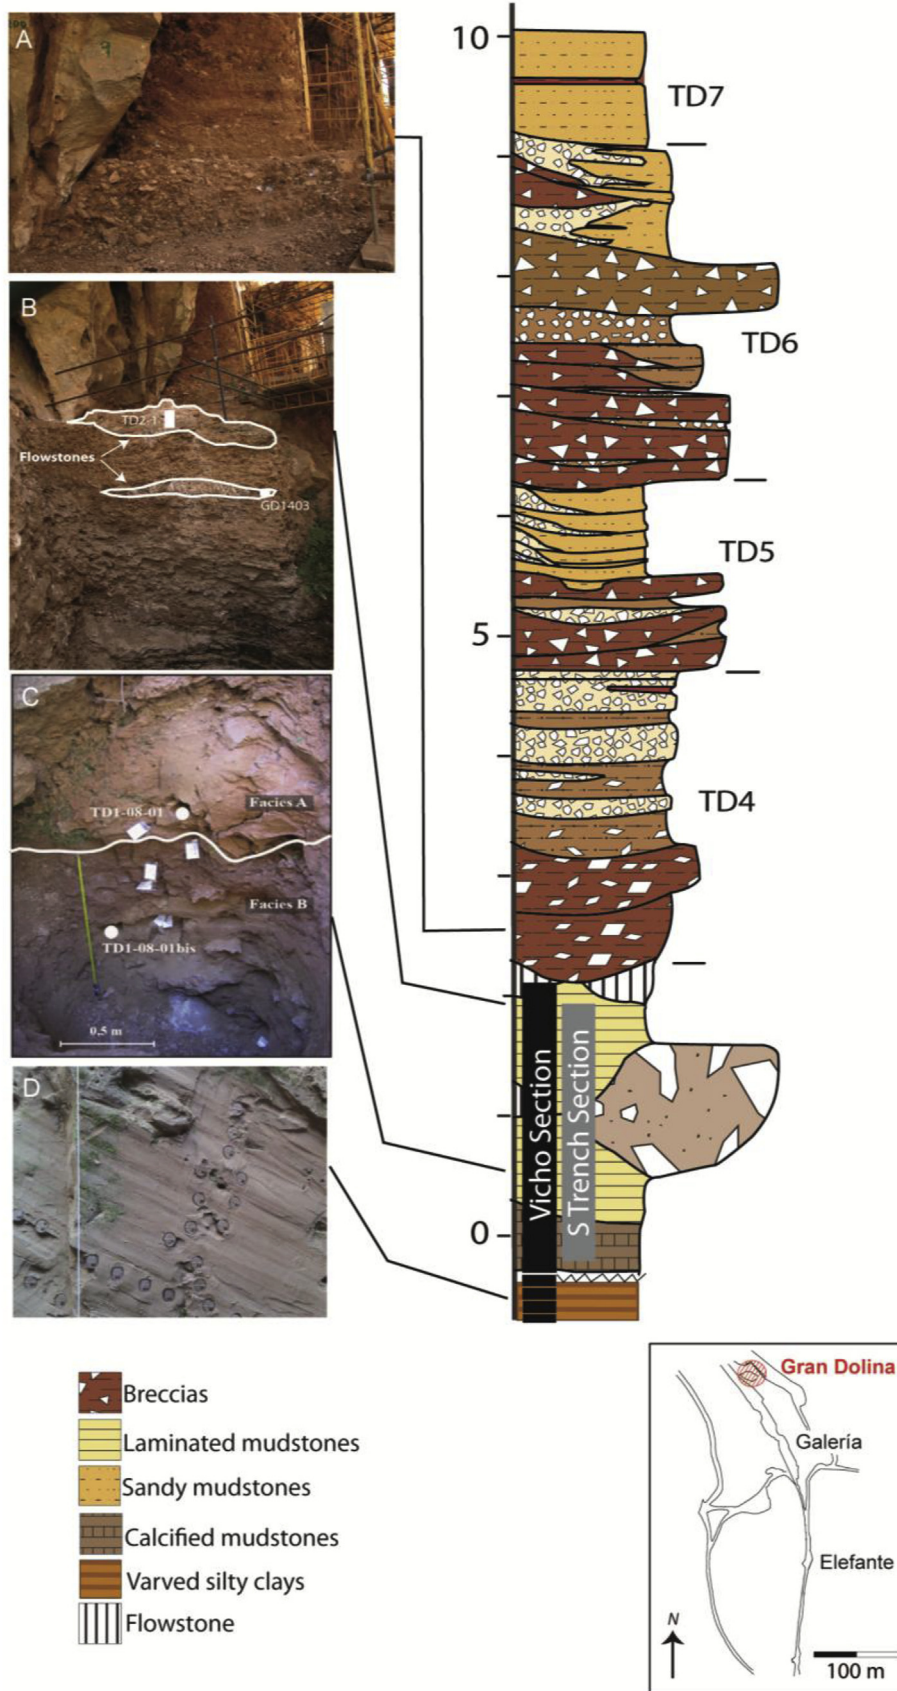 A
B
TD2-1
Flowstones
GD1403
C
Facies A
TD1-08-01
Facies B
TD1-08-01bis
0,5 m
D
10
TD7
TD6
TD5
5
TD4
Vicho Section
S Trench Section
0
Breccias
Laminated mudstones
Sandy mudstones
Calcified mudstones
Varved silty clays
Flowstone
Gran Dolina
Galería
Elefante
N
100 m